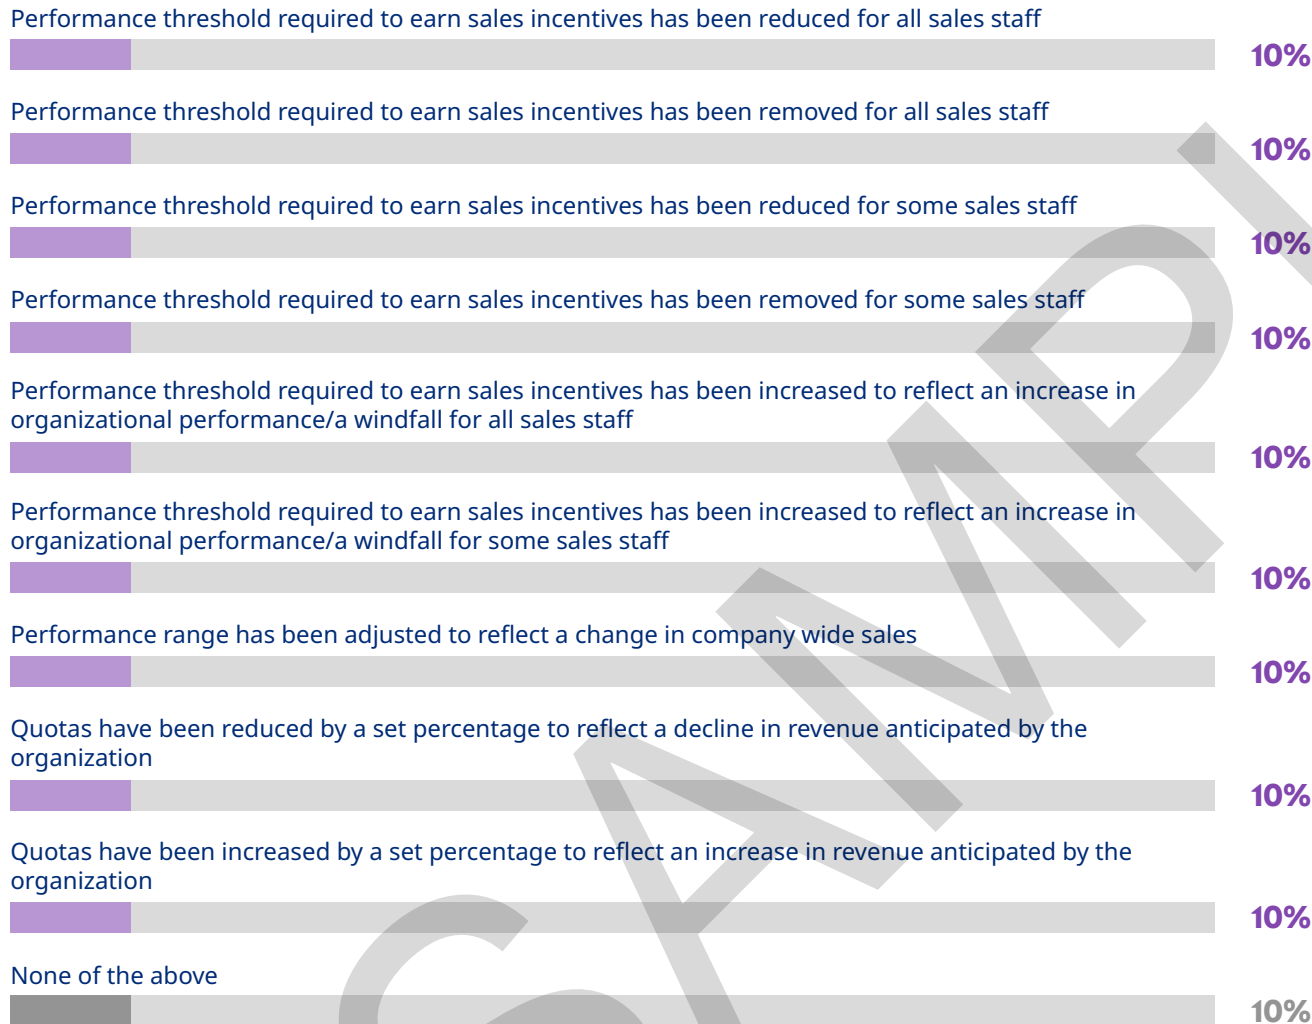 Performance threshold required to earn sales incentives has been reduced for all sales staff
10%
Performance threshold required to earn sales incentives has been removed for all sales staff
10%
Performance threshold required to earn sales incentives has been reduced for some sales staff
10%
Performance threshold required to earn sales incentives has been removed for some sales staff
10%
Performance threshold required to earn sales incentives has been increased to reflect an increase in
organizational performance/a windfall for all sales staff
10%
Performance threshold required to earn sales incentives has been increased to reflect an increase in
organizational performance/a windfall for some sales staff
10%
Performance range has been adjusted to reflect a change in company wide sales
10%
Quotas have been reduced by a set percentage to reflect a decline in revenue anticipated by the
organization
10%
Quotas have been increased by a set percentage to reflect an increase in revenue anticipated by the
organization
10%
None of the above
10%
SAMPL